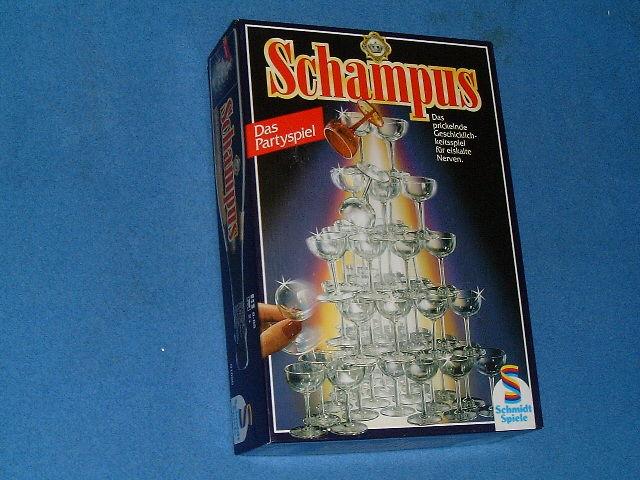 Schampus
Das
Partyspiel
Das
prickelnde
Geschicklich-
keitsspiel
für eiskalte
Nerven.
Schmidt
Spiele
Schampus